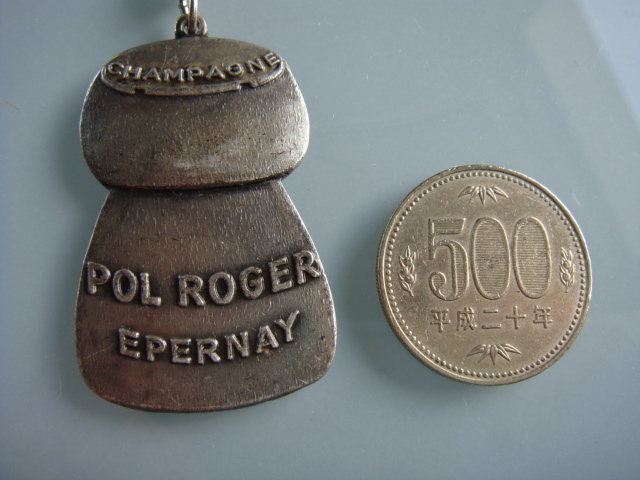 CHAMPAGNE
POL ROGER
EPERNAY
500
平成二十年